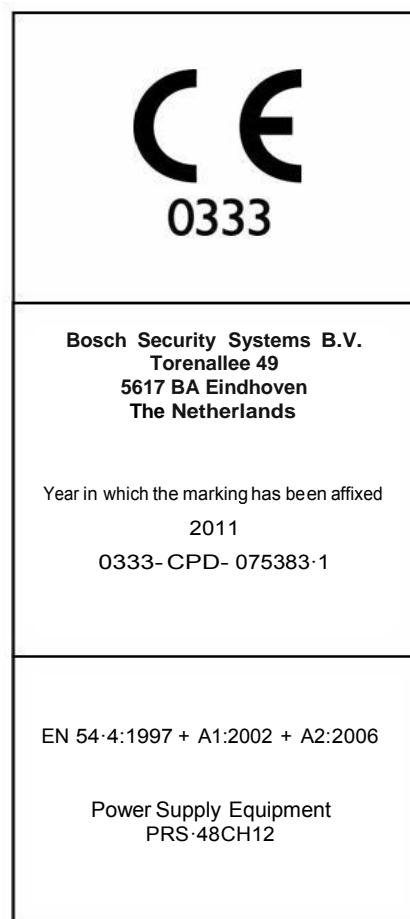 CE
0333
Bosch Security Systems B.V.
Torenallee 49
5617 BA Eindhoven
The Netherlands
Year in which the marking has been affixed
2011
0333-CPD-075383·1
EN 54·4:1997 + A1:2002 + A2:2006
Power Supply Equipment
PRS·48CH12